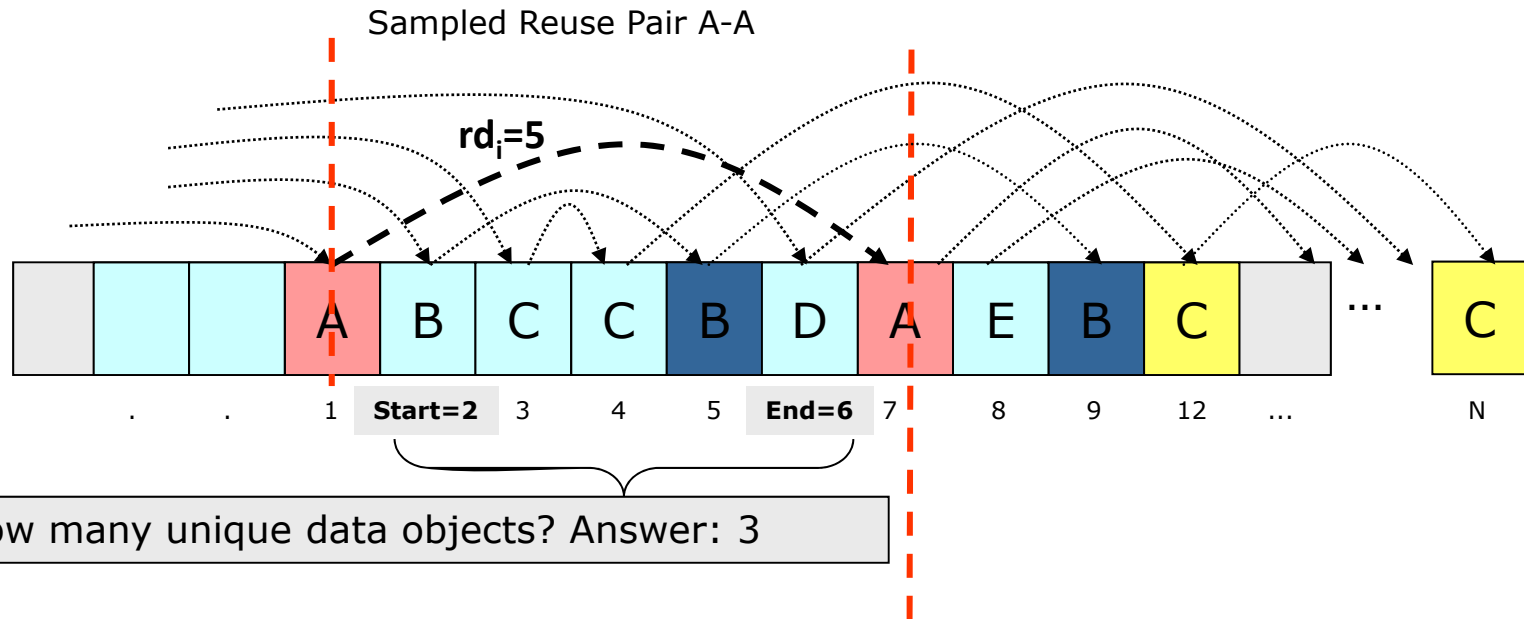 Sampled Reuse Pair A-A
rdi=5
A B C C B D A E B C ... C
. . 1 Start=2 3 4 5 End=6 7 8 9 12 ... N
ow many unique data objects? Answer: 3